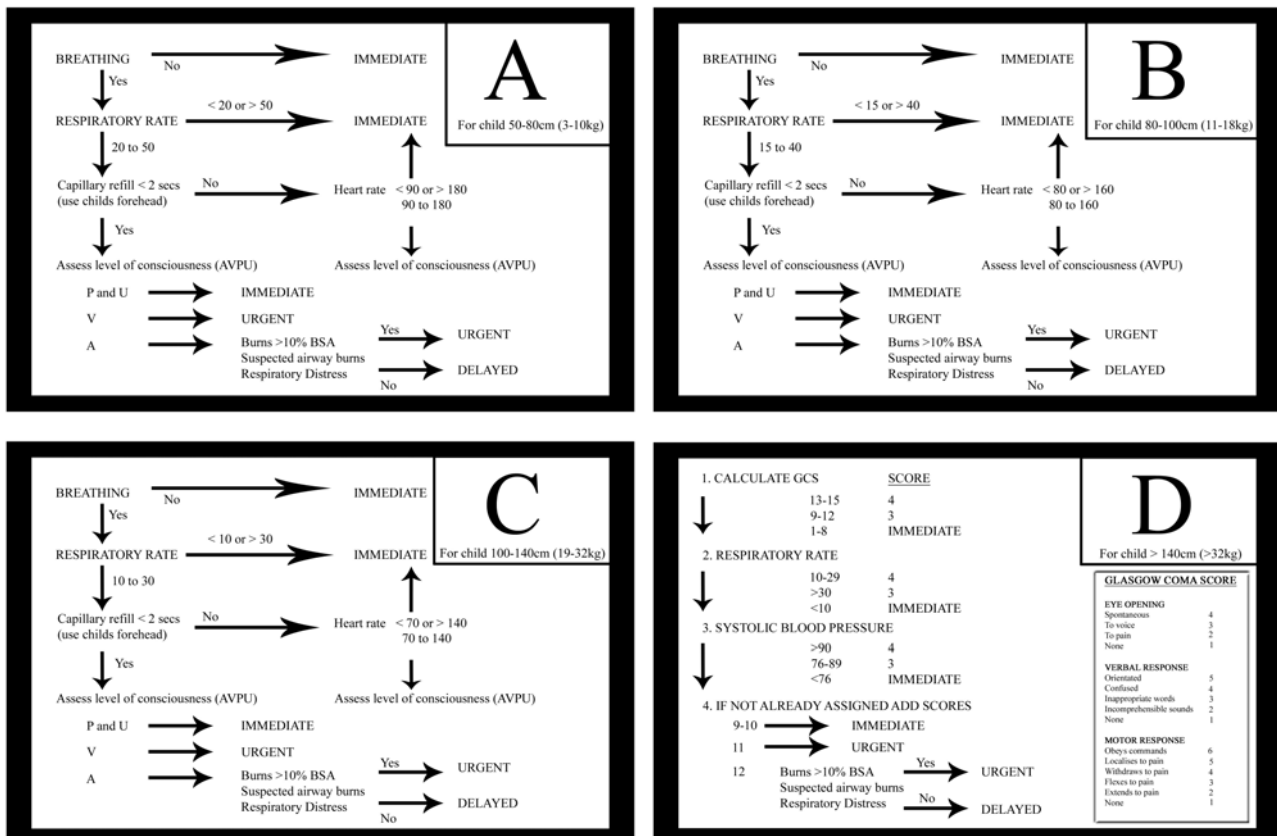 BREATHING
No
IMMEDIATE
A
For child 50-80cm (3-10kg)
Yes
RESPIRATORY RATE
< 20 or > 50
IMMEDIATE
20 to 50
Capillary refill < 2 secs
(use childs forehead)
No
Heart rate < 90 or > 180
90 to 180
Yes
Assess level of consciousness (AVPU)
Assess level of consciousness (AVPU)
P and U
IMMEDIATE
V
URGENT
A
Burns >10% BSA
Suspected airway burns
Respiratory Distress
Yes
URGENT
No
DELAYED
BREATHING
No
IMMEDIATE
B
For child 80-100cm (11-18kg)
Yes
RESPIRATORY RATE
< 15 or > 40
IMMEDIATE
15 to 40
Capillary refill < 2 secs
(use childs forehead)
No
Heart rate < 80 or > 160
80 to 160
Yes
Assess level of consciousness (AVPU)
Assess level of consciousness (AVPU)
P and U
IMMEDIATE
V
URGENT
A
Burns >10% BSA
Suspected airway burns
Respiratory Distress
Yes
URGENT
No
DELAYED
BREATHING
No
IMMEDIATE
C
For child 100-140cm (19-32kg)
Yes
RESPIRATORY RATE
< 10 or > 30
IMMEDIATE
10 to 30
Capillary refill < 2 secs
(use childs forehead)
No
Heart rate < 70 or > 140
70 to 140
Yes
Assess level of consciousness (AVPU)
Assess level of consciousness (AVPU)
P and U
IMMEDIATE
V
URGENT
A
Burns >10% BSA
Suspected airway burns
Respiratory Distress
Yes
URGENT
No
DELAYED
D
For child > 140cm (>32kg)
1. CALCULATE GCS SCORE
13-15 4
9-12 3
1-8 IMMEDIATE
2. RESPIRATORY RATE
10-29 4
>30 3
<10 IMMEDIATE
3. SYSTOLIC BLOOD PRESSURE
>90 4
76-89 3
<76 IMMEDIATE
4. IF NOT ALREADY ASSIGNED ADD SCORES
9-10 IMMEDIATE
11 URGENT
12 Burns >10% BSA
Suspected airway burns
Respiratory Distress
Yes
URGENT
No
DELAYED
GLASGOW COMA SCORE
EYE OPENING
Spontaneous 4
To voice 3
To pain 2
None 1
VERBAL RESPONSE
Orientated 5
Confused 4
Inappropriate words 3
Incomprehensible sounds 2
None 1
MOTOR RESPONSE
Obeys commands 6
Localises to pain 5
Withdraws to pain 4
Flexes to pain 3
Extends to pain 2
None 1